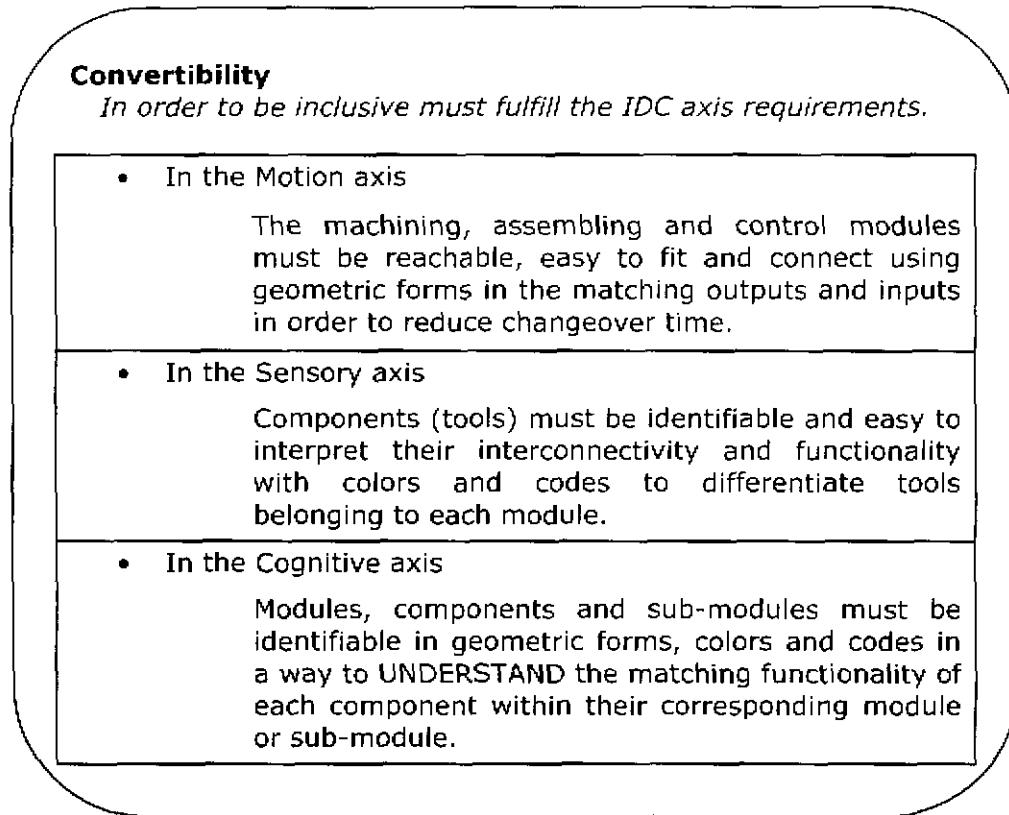 Convertibility
In order to be inclusive must fulfill the IDC axis requirements.
• In the Motion axis
The machining, assembling and control modules
must be reachable, easy to fit and connect using
geometric forms in the matching outputs and inputs
in order to reduce changeover time.
• In the Sensory axis
Components (tools) must be identifiable and easy to
interpret their interconnectivity and functionality
with colors and codes to differentiate tools
belonging to each module.
• In the Cognitive axis
Modules, components and sub-modules must be
identifiable in geometric forms, colors and codes in
a way to UNDERSTAND the matching functionality of
each component within their corresponding module
or sub-module.